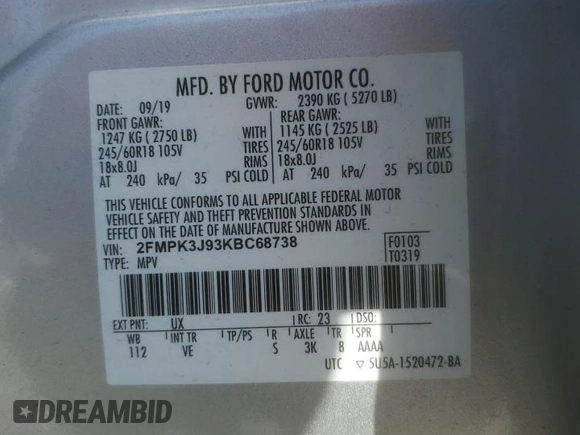 MFD. BY FORD MOTOR CO.
DATE: 09/19 GVWR: 2390 KG ( 5270 LB)
FRONT GAWR: REAR GAWR:
1247 KG ( 2750 LB) WITH 1145 KG ( 2525 LB) WITH
245/60R18 105V TIRES 245/60R18 105V TIRES
18x8.0J RIMS 18x8.0J RIMS
AT 240 kPa/ 35 PSI COLD AT 240 kPa/ 35 PSI COLD
THIS VEHICLE CONFORMS TO ALL APPLICABLE FEDERAL MOTOR
VEHICLE SAFETY AND THEFT PREVENTION STANDARDS IN
EFFECT ON THE DATE OF MANUFACTURE SHOWN ABOVE.
VIN: 2FMPK3J93KBC68738 F0103
TYPE: MPV T0319
EXT PNT: UX RC: 23 DSO:
WB INT TR TP/PS R AXLE TR SPR
112 VE S 3K 8 AAAA
UTC ▽ 5U5A-1520472-BA
DREAMBID